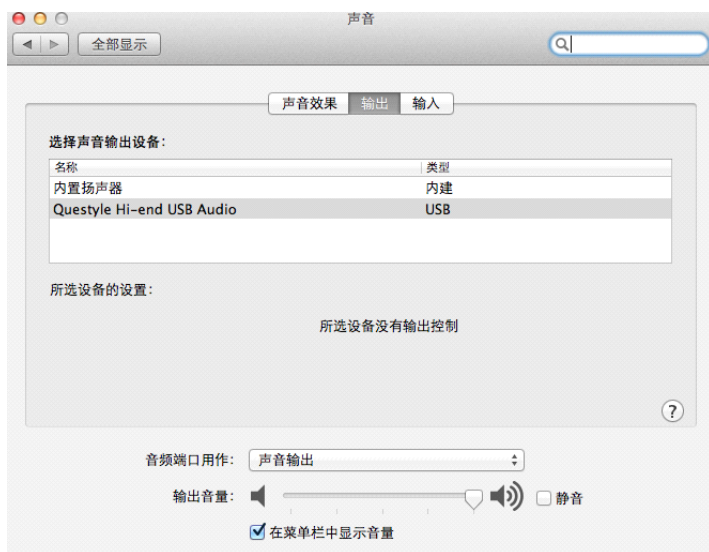 声音
全部显示
声音效果 输出 输入
选择声音输出设备：
名称 类型
内置扬声器 内建
Questyle Hi-end USB Audio USB
所选设备的设置：
所选设备没有输出控制
?
音频端口用作： 声音输出
输出音量： 静音
在菜单栏中显示音量